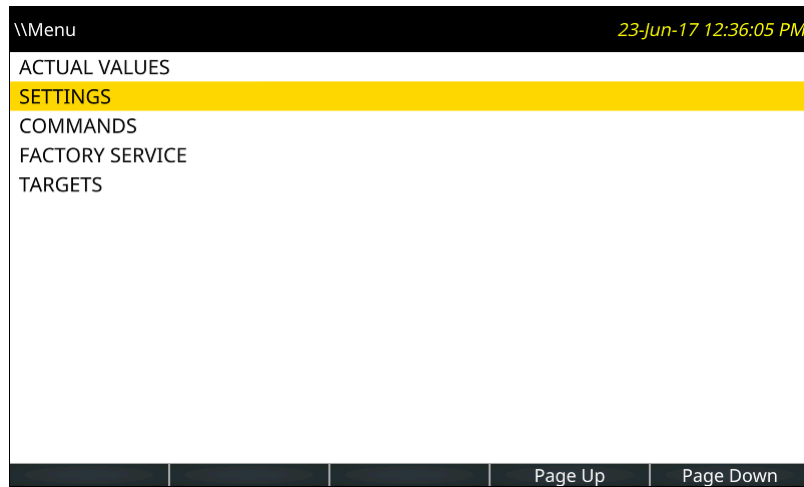 \\Menu 23-Jun-17 12:36:05 PM
ACTUAL VALUES
SETTINGS
COMMANDS
FACTORY SERVICE
TARGETS
Page Up Page Down